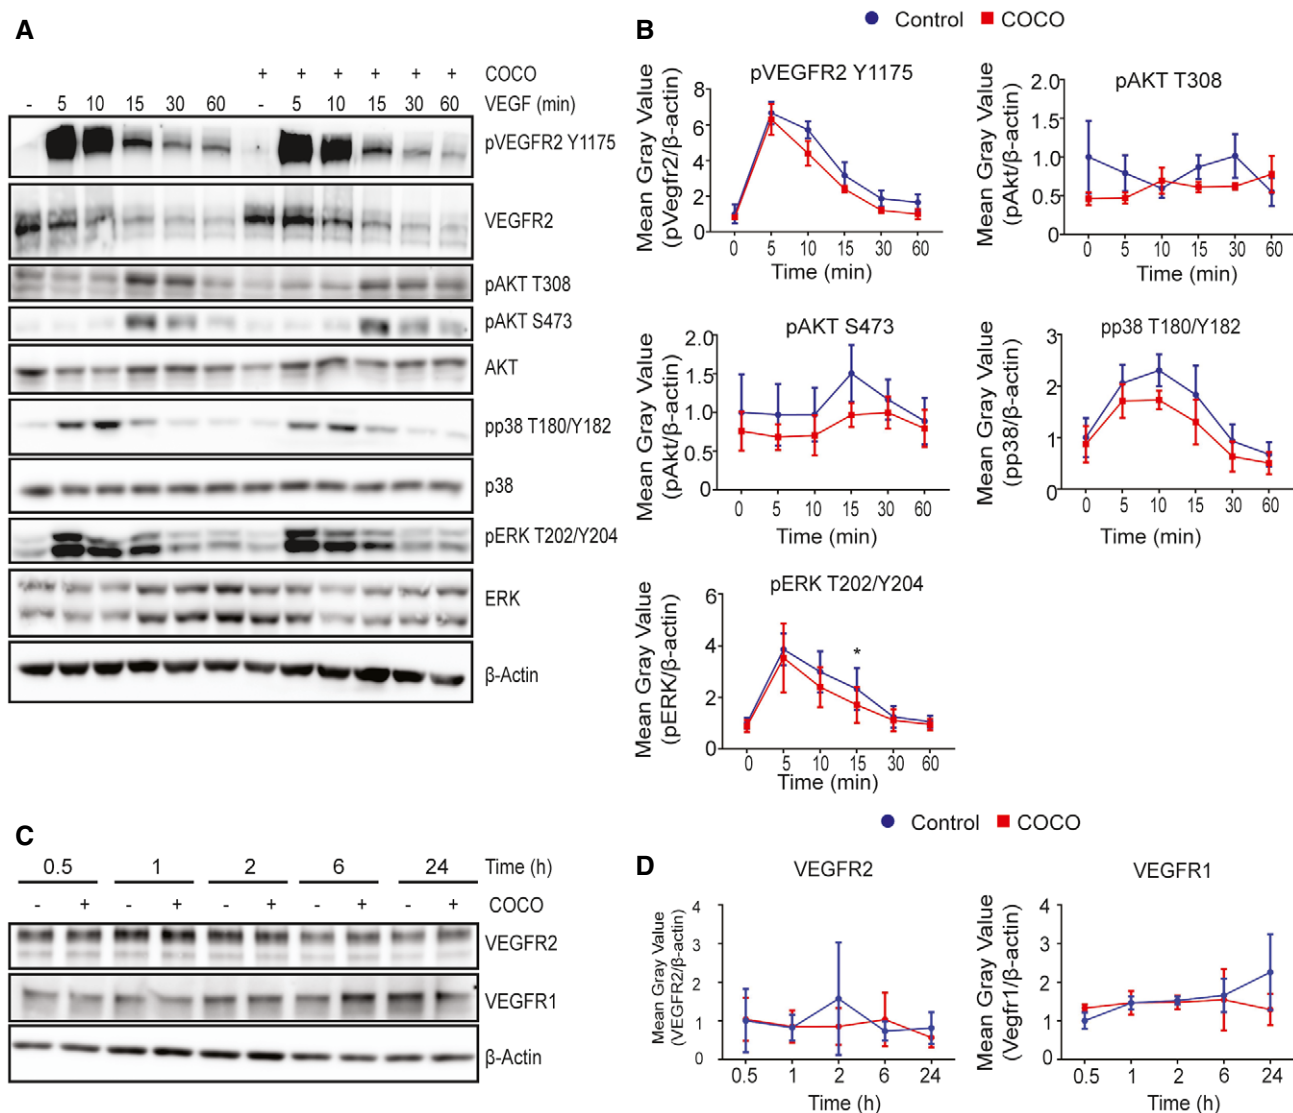 A
+ + + + + + COCO
- 5 10 15 30 60 - 5 10 15 30 60 VEGF (min)
pVEGFR2 Y1175
VEGFR2
pAKT T308
pAKT S473
AKT
pp38 T180/Y182
p38
pERK T202/Y204
ERK
β-Actin
B
Control COCO
pVEGFR2 Y1175
Mean Gray Value
(pVegfr2/β-actin)
8
6
4
2
0
0 5 10 15 30 60
Time (min)
pAKT T308
Mean Gray Value
(pAkt/β-actin)
2.0
1.5
1.0
0.5
0
0 5 10 15 30 60
Time (min)
pAKT S473
Mean Gray Value
(pAkt/β-actin)
2.0
1.5
1.0
0.5
0
0 5 10 15 30 60
Time (min)
pp38 T180/Y182
Mean Gray Value
(pp38/β-actin)
3
2
1
0
0 5 10 15 30 60
Time (min)
pERK T202/Y204
Mean Gray Value
(pERK/β-actin)
6
4
2
0
*
0 5 10 15 30 60
Time (min)
C
0.5 1 2 6 24 Time (h)
- + - + - + - + - + COCO
VEGFR2
VEGFR1
β-Actin
Control COCO
D
VEGFR2
Mean Gray Value
(VEGFR2/β-actin)
4
3
2
1
0
0.5 1 2 6 24
Time (h)
VEGFR1
Mean Gray Value
(Vegfr1/β-actin)
4
3
2
1
0
0.5 1 2 6 24
Time (h)